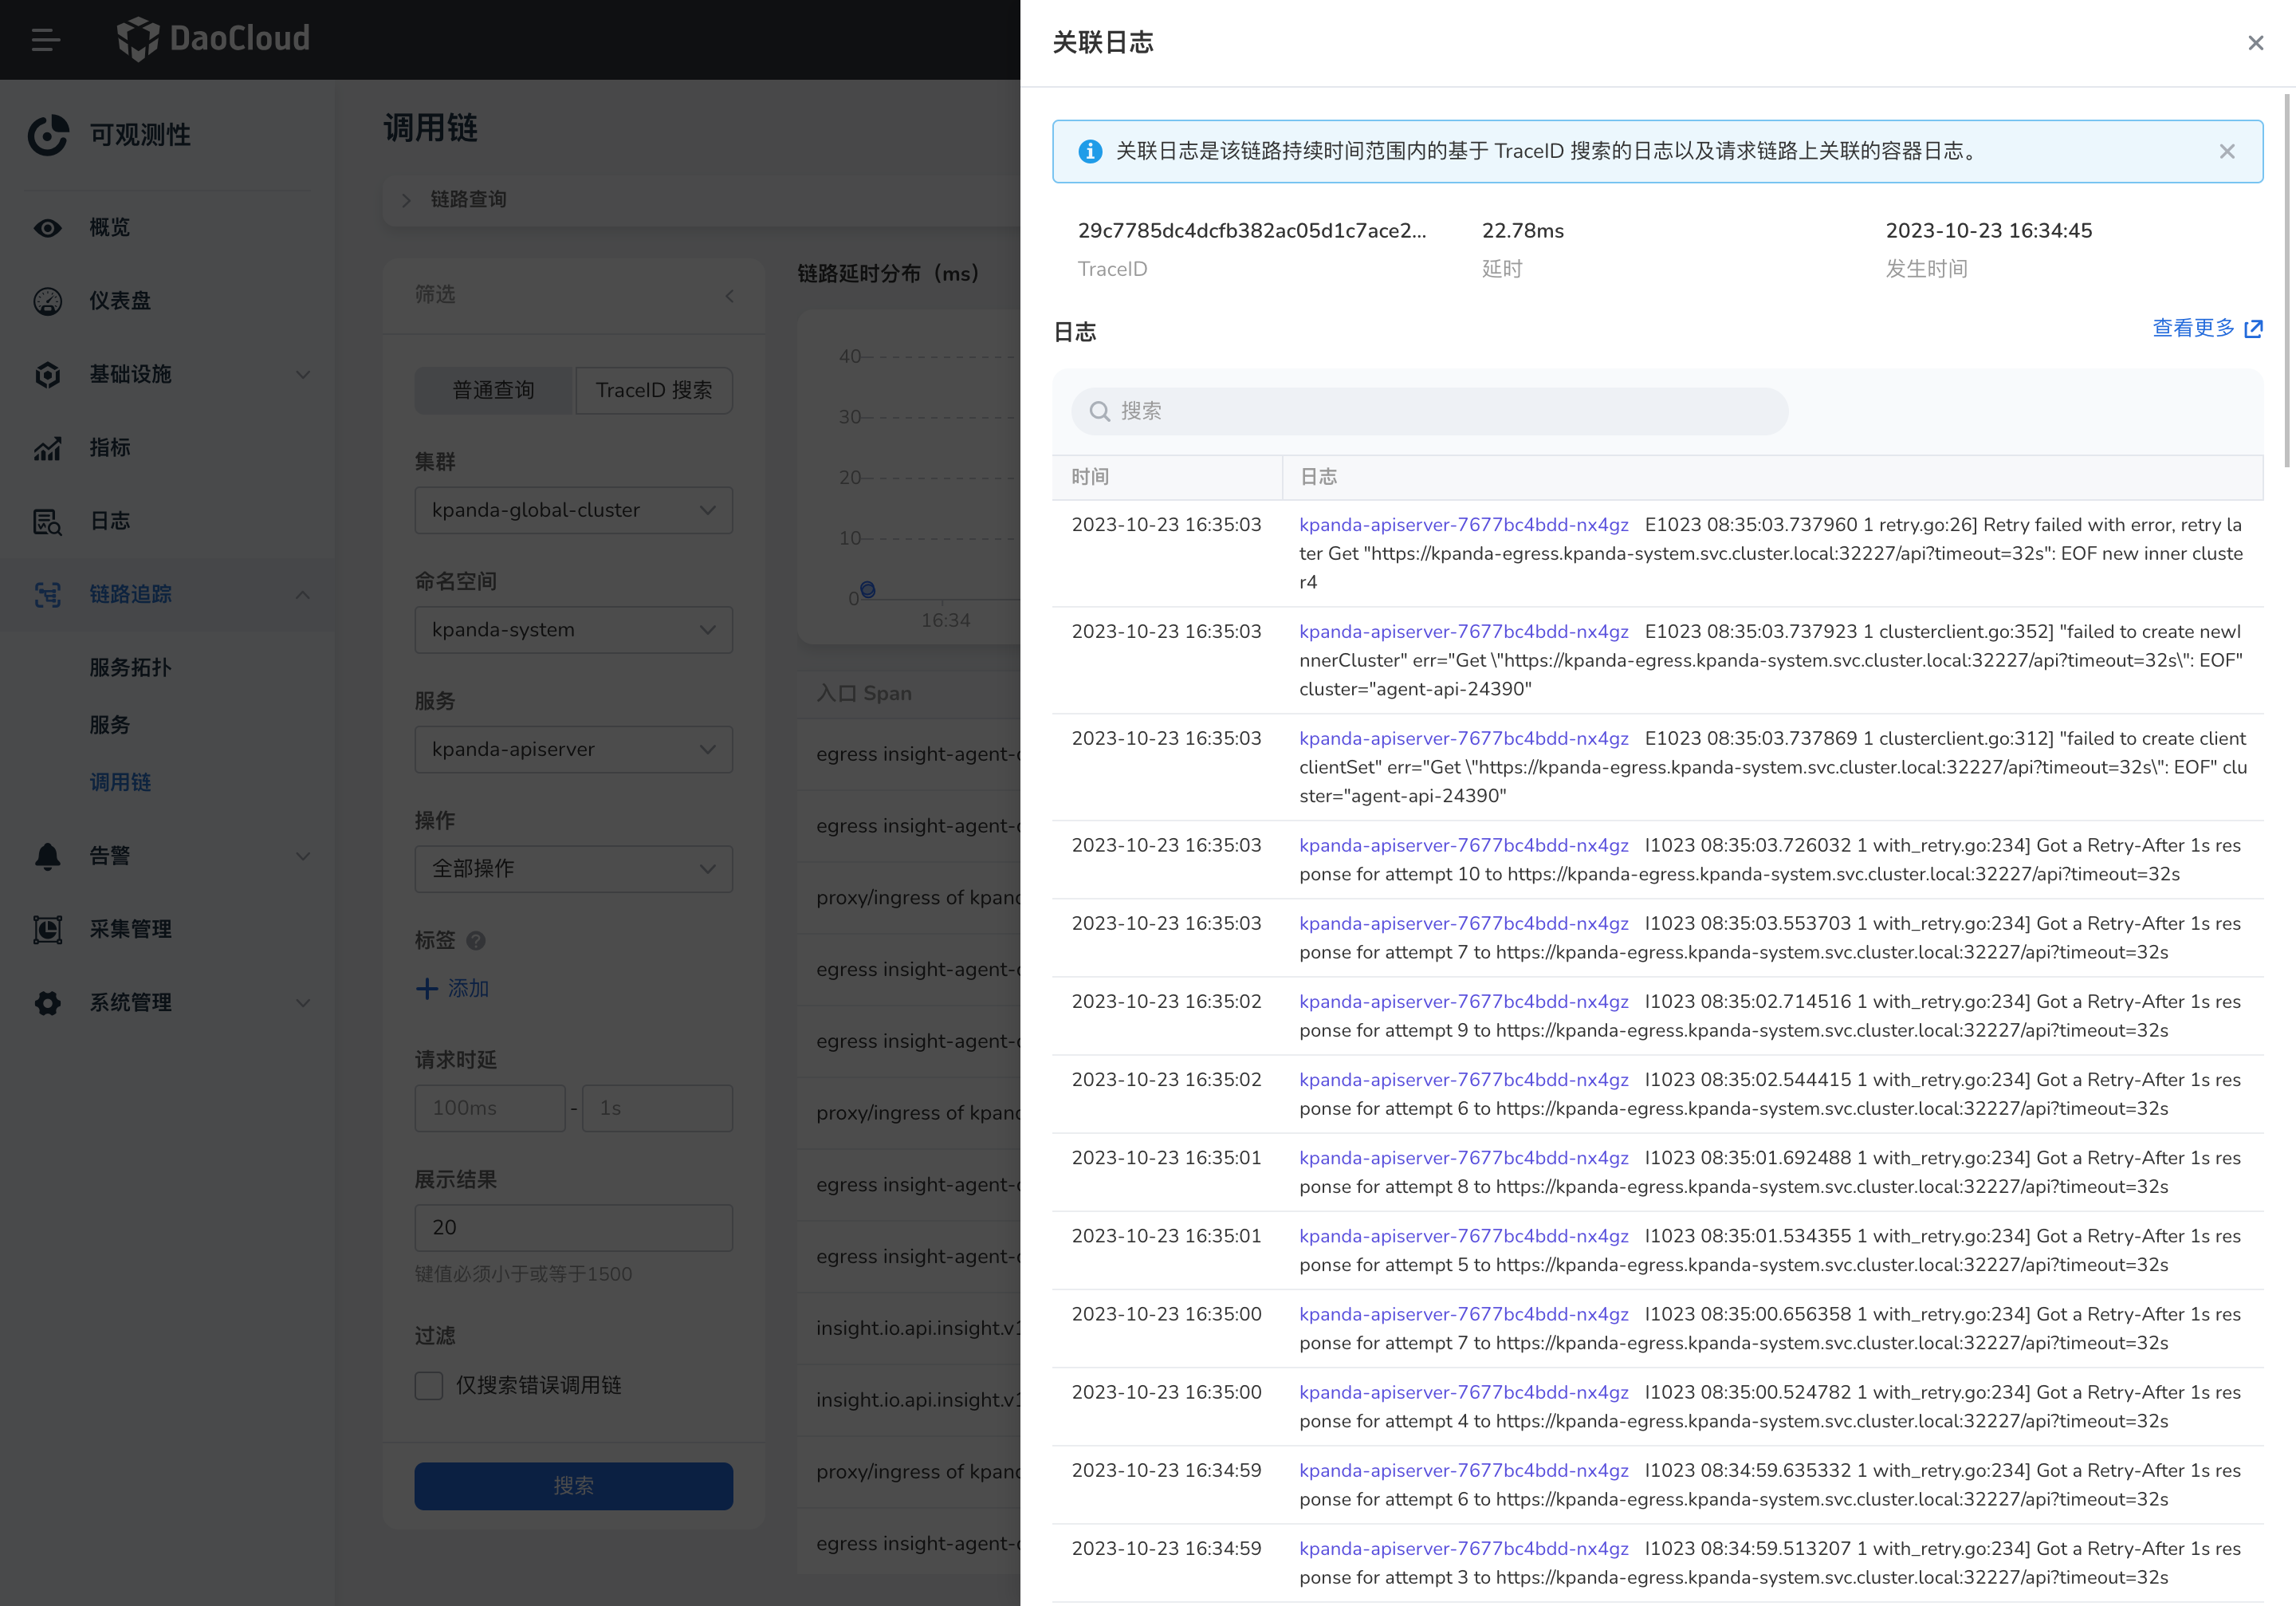 DaoCloud
可观测性
概览
仪表盘
基础设施
指标
日志
链路追踪
服务拓扑
服务
调用链
告警
采集管理
系统管理
调用链
链路查询
筛选
普通查询
TraceID 搜索
集群
kpanda-global-cluster
命名空间
kpanda-system
服务
kpanda-apiserver
操作
全部操作
标签
添加
请求时延
100ms
-
1s
展示结果
20
键值必须小于或等于1500
过滤
仅搜索错误调用链
搜索
链路延时分布（ms）
40
30
20
10
0
16:34
入口 Span
egress insight-agent-
egress insight-agent-
proxy/ingress of kpand
egress insight-agent-
egress insight-agent-
proxy/ingress of kpand
egress insight-agent-
egress insight-agent-
insight.io.api.insight.v1
insight.io.api.insight.v1
proxy/ingress of kpand
egress insight-agent-
关联日志
关联日志是该链路持续时间范围内的基于 TraceID 搜索的日志以及请求链路上关联的容器日志。
29c7785dc4dcfb382ac05d1c7ace2...
TraceID
22.78ms
延时
2023-10-23 16:34:45
发生时间
日志
查看更多
搜索
时间
日志
2023-10-23 16:35:03 kpanda-apiserver-7677bc4bdd-nx4gz E1023 08:35:03.737960 1 retry.go:26] Retry failed with error, retry la
ter Get "https://kpanda-egress.kpanda-system.svc.cluster.local:32227/api?timeout=32s": EOF new inner cluste
r4
2023-10-23 16:35:03 kpanda-apiserver-7677bc4bdd-nx4gz E1023 08:35:03.737923 1 clusterclient.go:352] "failed to create newI
nnerCluster" err="Get \"https://kpanda-egress.kpanda-system.svc.cluster.local:32227/api?timeout=32s\": EOF"
cluster="agent-api-24390"
2023-10-23 16:35:03 kpanda-apiserver-7677bc4bdd-nx4gz E1023 08:35:03.737869 1 clusterclient.go:312] "failed to create client
clientSet" err="Get \"https://kpanda-egress.kpanda-system.svc.cluster.local:32227/api?timeout=32s\": EOF" clu
ster="agent-api-24390"
2023-10-23 16:35:03 kpanda-apiserver-7677bc4bdd-nx4gz I1023 08:35:03.726032 1 with_retry.go:234] Got a Retry-After 1s res
ponse for attempt 10 to https://kpanda-egress.kpanda-system.svc.cluster.local:32227/api?timeout=32s
2023-10-23 16:35:03 kpanda-apiserver-7677bc4bdd-nx4gz I1023 08:35:03.553703 1 with_retry.go:234] Got a Retry-After 1s res
ponse for attempt 7 to https://kpanda-egress.kpanda-system.svc.cluster.local:32227/api?timeout=32s
2023-10-23 16:35:02 kpanda-apiserver-7677bc4bdd-nx4gz I1023 08:35:02.714516 1 with_retry.go:234] Got a Retry-After 1s res
ponse for attempt 9 to https://kpanda-egress.kpanda-system.svc.cluster.local:32227/api?timeout=32s
2023-10-23 16:35:02 kpanda-apiserver-7677bc4bdd-nx4gz I1023 08:35:02.544415 1 with_retry.go:234] Got a Retry-After 1s res
ponse for attempt 6 to https://kpanda-egress.kpanda-system.svc.cluster.local:32227/api?timeout=32s
2023-10-23 16:35:01 kpanda-apiserver-7677bc4bdd-nx4gz I1023 08:35:01.692488 1 with_retry.go:234] Got a Retry-After 1s res
ponse for attempt 8 to https://kpanda-egress.kpanda-system.svc.cluster.local:32227/api?timeout=32s
2023-10-23 16:35:01 kpanda-apiserver-7677bc4bdd-nx4gz I1023 08:35:01.534355 1 with_retry.go:234] Got a Retry-After 1s res
ponse for attempt 5 to https://kpanda-egress.kpanda-system.svc.cluster.local:32227/api?timeout=32s
2023-10-23 16:35:00 kpanda-apiserver-7677bc4bdd-nx4gz I1023 08:35:00.656358 1 with_retry.go:234] Got a Retry-After 1s res
ponse for attempt 7 to https://kpanda-egress.kpanda-system.svc.cluster.local:32227/api?timeout=32s
2023-10-23 16:35:00 kpanda-apiserver-7677bc4bdd-nx4gz I1023 08:35:00.524782 1 with_retry.go:234] Got a Retry-After 1s res
ponse for attempt 4 to https://kpanda-egress.kpanda-system.svc.cluster.local:32227/api?timeout=32s
2023-10-23 16:34:59 kpanda-apiserver-7677bc4bdd-nx4gz I1023 08:34:59.635332 1 with_retry.go:234] Got a Retry-After 1s res
ponse for attempt 6 to https://kpanda-egress.kpanda-system.svc.cluster.local:32227/api?timeout=32s
2023-10-23 16:34:59 kpanda-apiserver-7677bc4bdd-nx4gz I1023 08:34:59.513207 1 with_retry.go:234] Got a Retry-After 1s res
ponse for attempt 3 to https://kpanda-egress.kpanda-system.svc.cluster.local:32227/api?timeout=32s